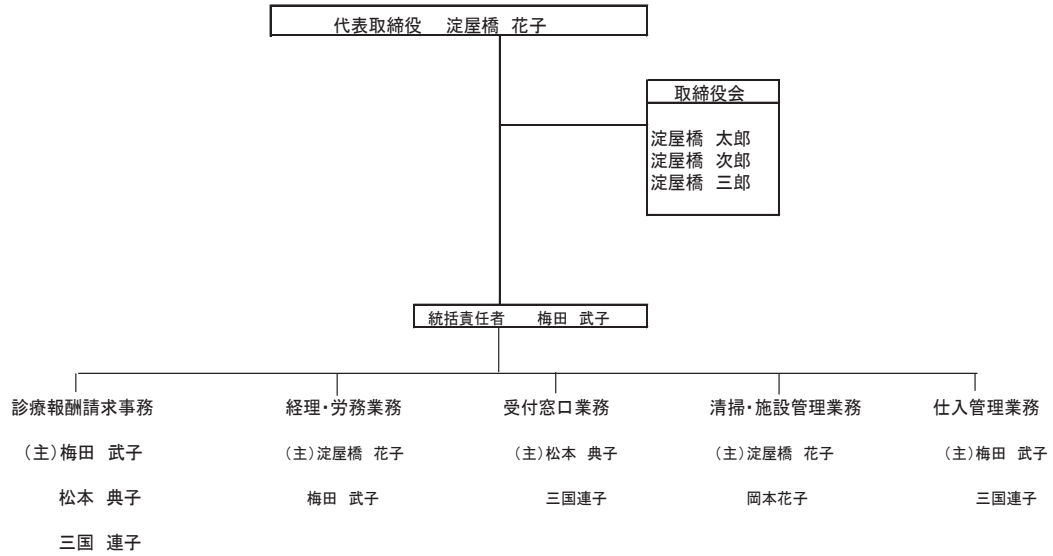 代表取締役 淀屋橋 花子
取締役会
淀屋橋 太郎
淀屋橋 次郎
淀屋橋 三郎
統括責任者 梅田 武子
診療報酬請求事務 経理・労務業務 受付窓口業務 清掃・施設管理業務 仕入管理業務
（主）梅田 武子 （主）淀屋橋 花子 （主）松本 典子 （主）淀屋橋 花子 （主）梅田 武子
松本 典子 梅田 武子 三国連子 岡本花子 三国連子
三国 連子